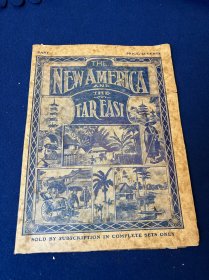 THE
NEW AMERICA
AND
THE
FAR EAST
SOLD BY SUBSCRIPTION IN COMPLETE SETS ONLY